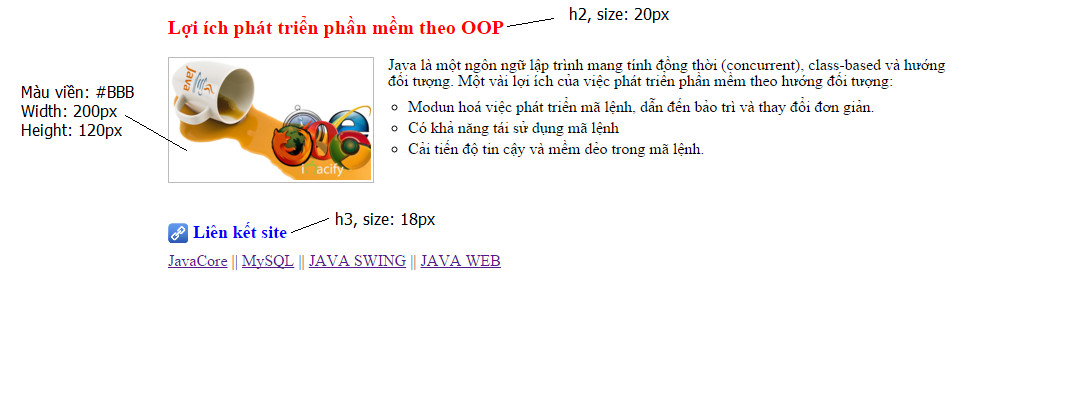 h2, size: 20px
Lợi ích phát triển phần mềm theo OOP
Java là một ngôn ngữ lập trình mang tính đồng thời (concurrent), class-based và hướng
đối tượng. Một vài lợi ích của việc phát triển phần mềm theo hướng đối tượng:
Modun hoá việc phát triển mã lệnh, dẫn đến bảo trì và thay đổi đơn giản.
Có khả năng tái sử dụng mã lệnh
Cải tiến độ tin cậy và mềm dẻo trong mã lệnh.
Màu viền: #BBB
Width: 200px
Height: 120px
Java
acify
h3, size: 18px
Liên kết site
JavaCore || MySQL || JAVA SWING || JAVA WEB